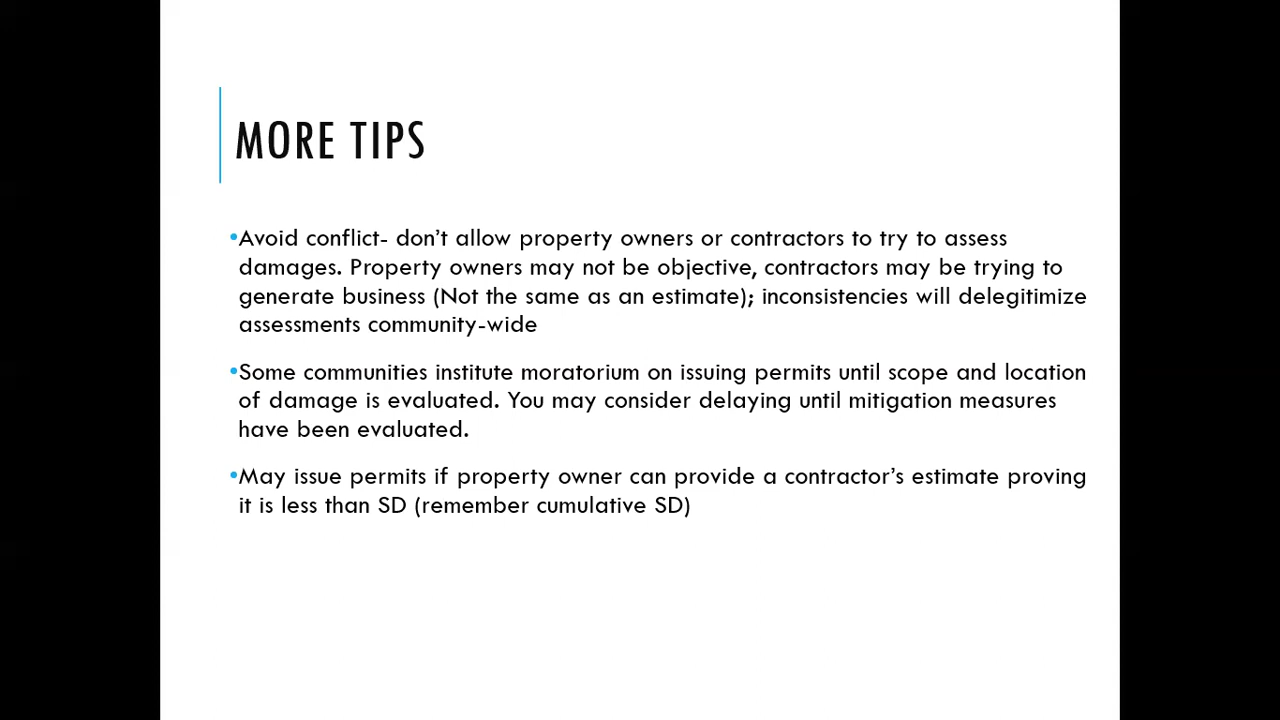 MORE TIPS
•Avoid conflict- don’t allow property owners or contractors to try to assess
damages. Property owners may not be objective, contractors may be trying to
generate business (Not the same as an estimate); inconsistencies will delegitimize
assessments community-wide
•Some communities institute moratorium on issuing permits until scope and location
of damage is evaluated. You may consider delaying until mitigation measures
have been evaluated.
•May issue permits if property owner can provide a contractor’s estimate proving
it is less than SD (remember cumulative SD)